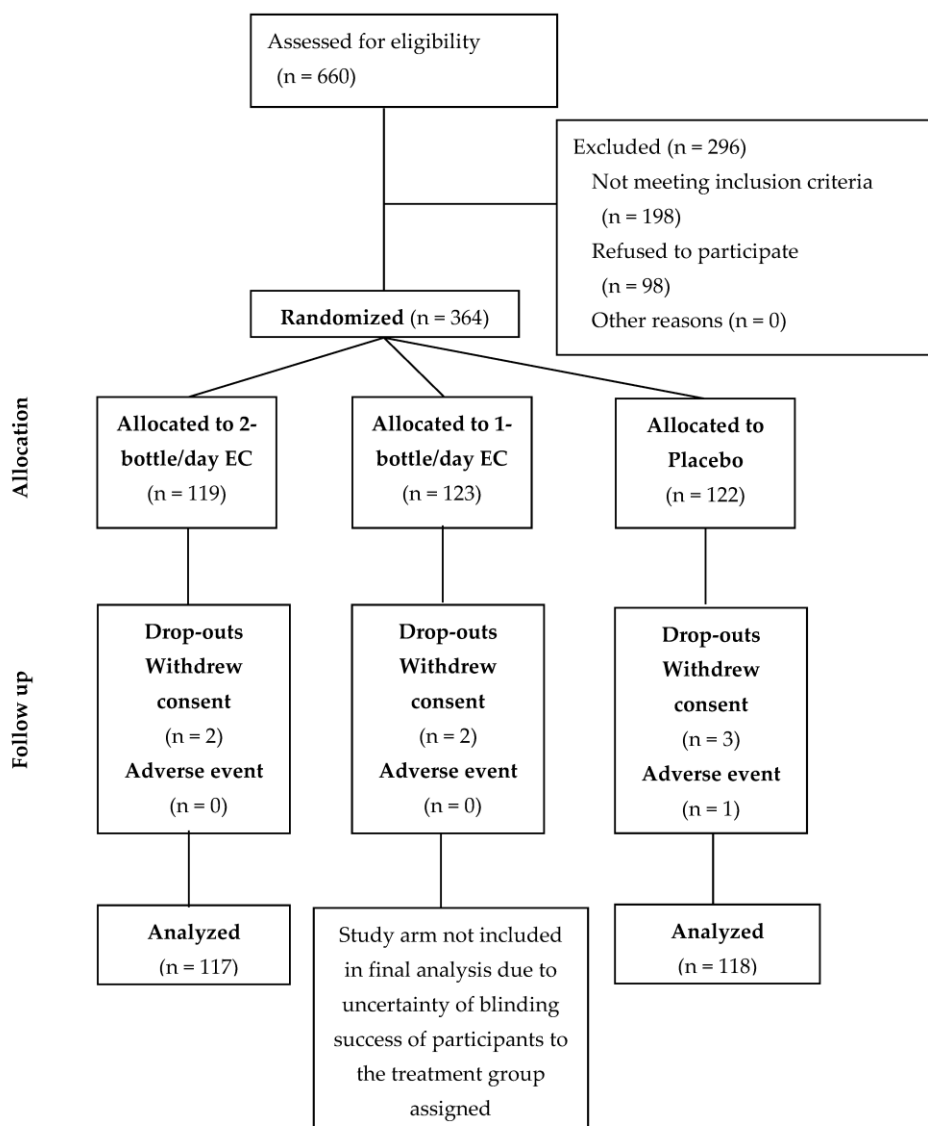 Assessed for eligibility
(n = 660)
Excluded (n = 296)
Not meeting inclusion criteria
(n = 198)
Refused to participate
(n = 98)
Other reasons (n = 0)
Randomized (n = 364)
Allocation
Allocated to 2-
bottle/day EC
(n = 119)
Allocated to 1-
bottle/day EC
(n = 123)
Allocated to
Placebo
(n = 122)
Follow up
Drop-outs
Withdrew
consent
(n = 2)
Adverse event
(n = 0)
Drop-outs
Withdrew
consent
(n = 2)
Adverse event
(n = 0)
Drop-outs
Withdrew
consent
(n = 3)
Adverse event
(n = 1)
Analyzed
(n = 117)
Study arm not included
in final analysis due to
uncertainty of blinding
success of participants to
the treatment group
assigned
Analyzed
(n = 118)